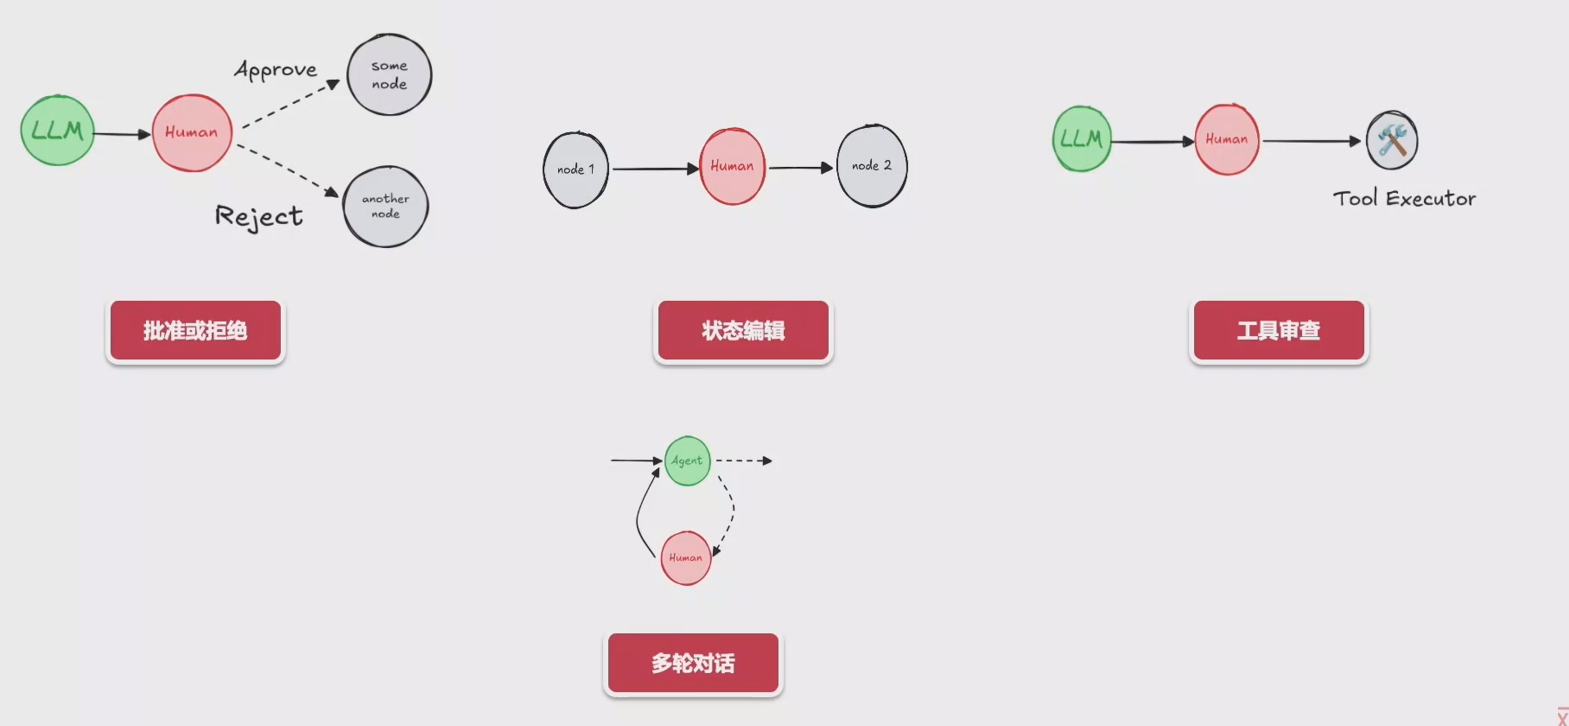 LLM
Human
Approve
Reject
some
node
another
node
批准或拒绝
node 1
Human
node 2
状态编辑
LLM
Human
Tool Executor
工具审查
Agent
Human
多轮对话